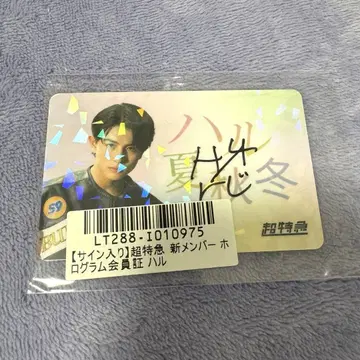 ハル
夏
冬
超特急
59
LT288-I010975
【サイン入り】超特急 新メンバー ホ
ログラム会員証 ハル